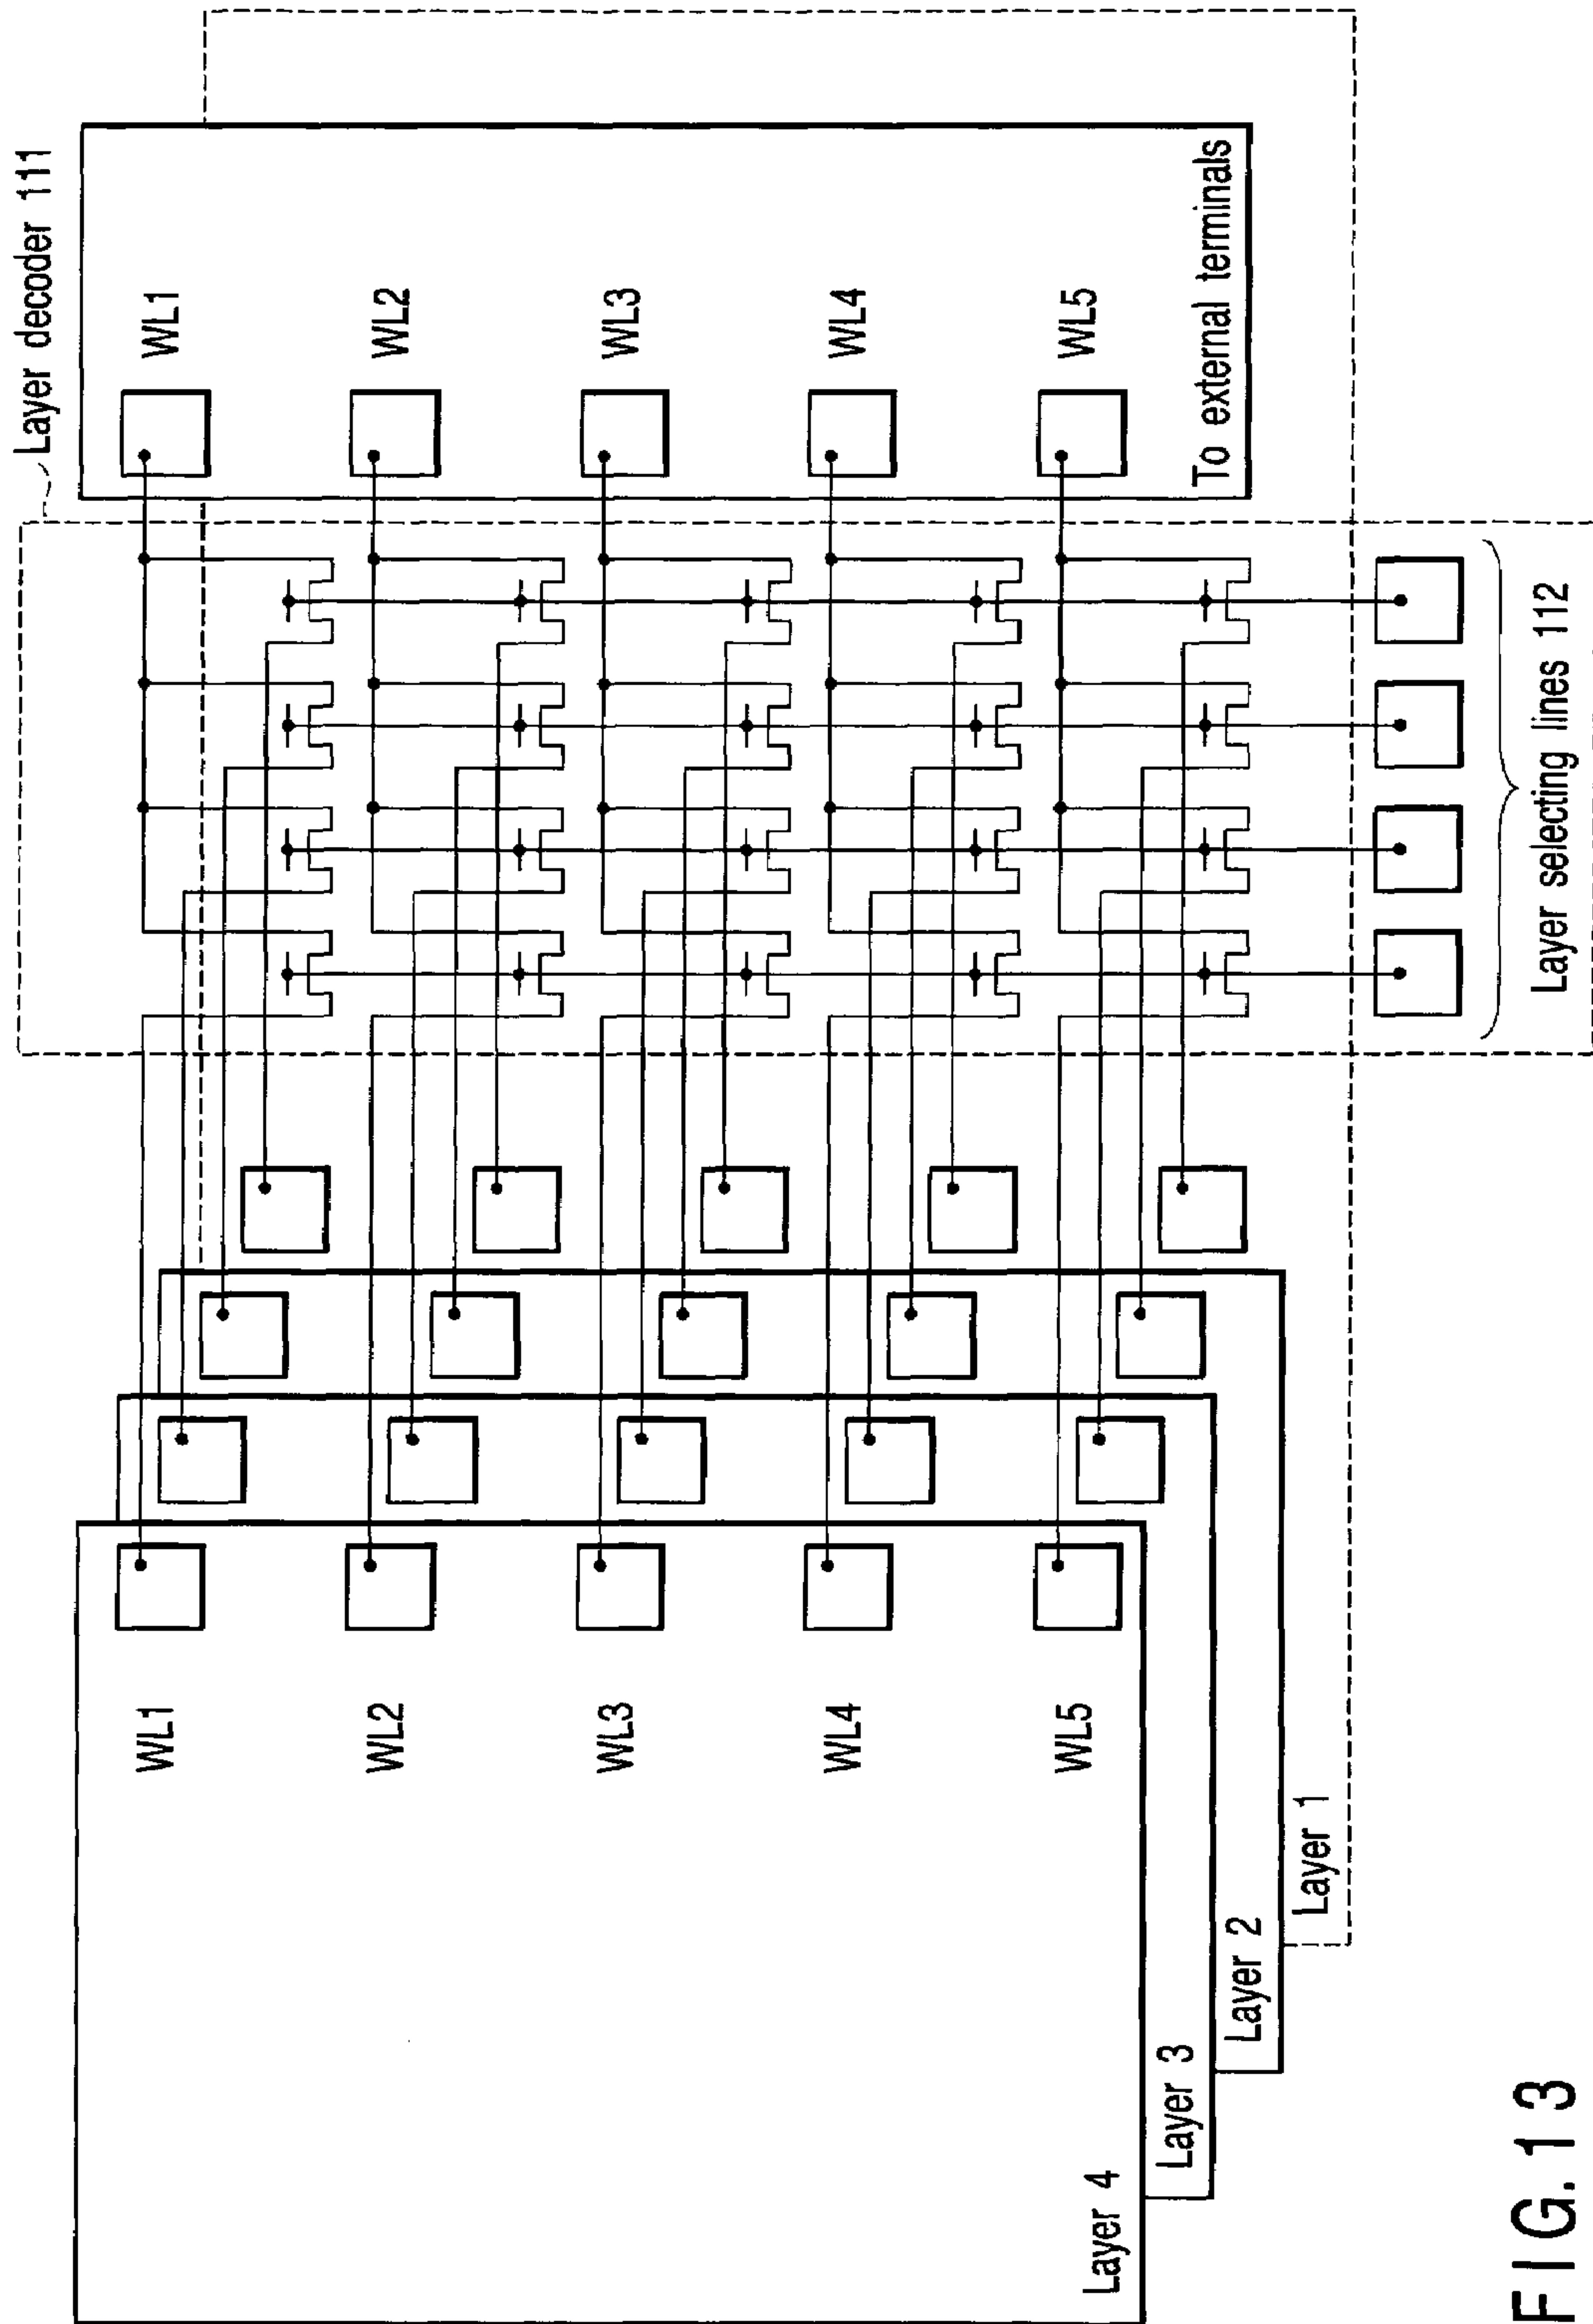 Layer decoder 111
WL1
WL2
WL3
WL4
WL5
To external terminals
Layer selecting lines 112
WL1
WL2
WL3
WL4
WL5
Layer 4
Layer 3
Layer 2
Layer 1
FIG. 13